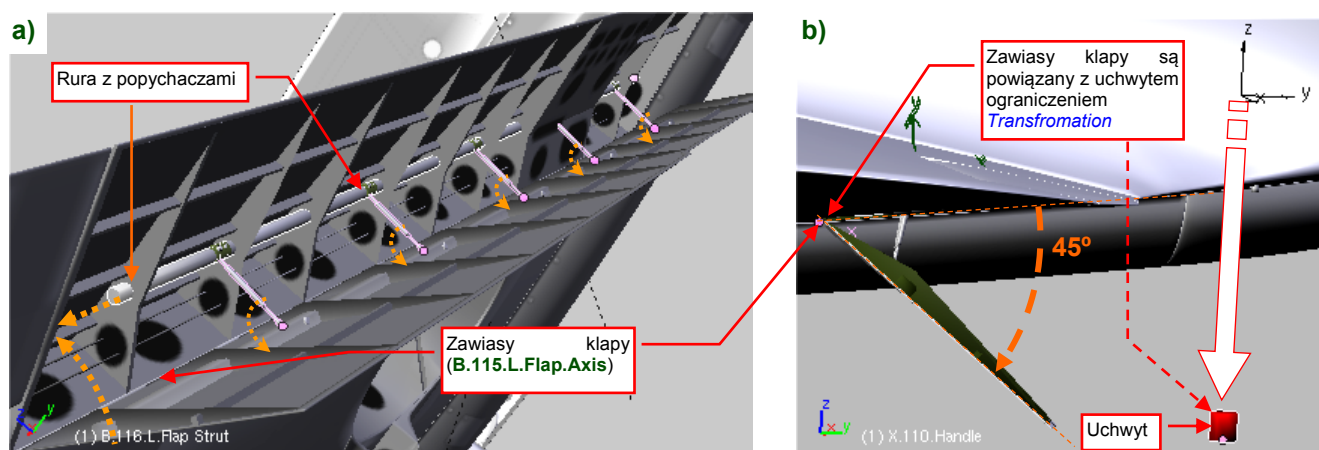 a)
Rura z popychaczami
Zawiasy klapy
(B.115.L.Flap.Axis)
z
y
(1) B.116.L.Flap Strut
b)
Zawiasy klapy są
powiązany z uchwytem
ograniczeniem
Transfromation
z
x
y
45º
x
Uchwyt
z
x
y
(1) X.110.Handle